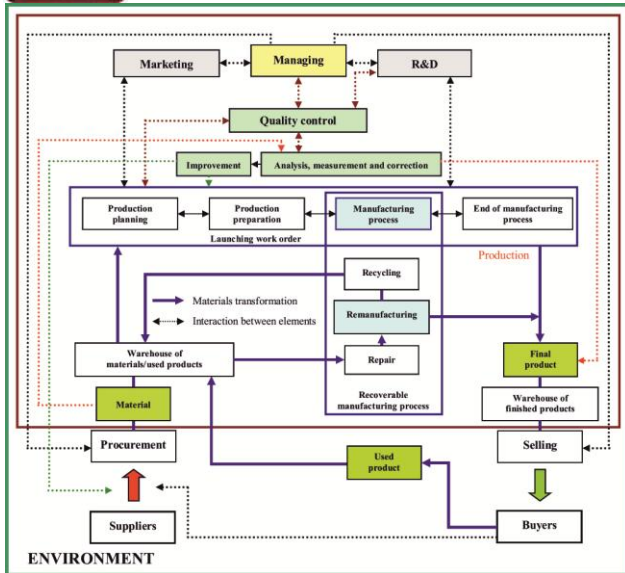 Marketing
Managing
R&D
Quality control
Improvement
Analysis, measurement and correction
Production
planning
Production
preparation
Manufacturing
process
End of manufacturing
process
Launching work order
Production
Recycling
Materials transformation
Interaction between elements
Remanufacturing
Repair
Warehouse of
materials/used products
Final
product
Recoverable
manufacturing process
Material
Warehouse of
finished products
Procurement
Selling
Used
product
Suppliers
Buyers
ENVIRONMENT